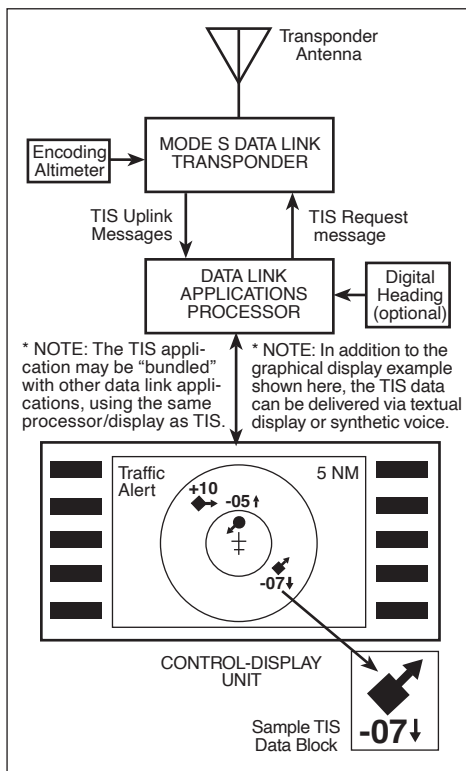 Transponder
Antenna
MODE S DATA LINK
TRANSPONDER
Encoding
Altimeter
TIS Uplink
Messages
TIS Request
message
DATA LINK
APPLICATIONS
PROCESSOR
Digital
Heading
(optional)
* NOTE: The TIS appli-
cation may be “bundled”
with other data link appli-
cations, using the same
processor/display as TIS.
* NOTE: In addition to the
graphical display example
shown here, the TIS data
can be delivered via textual
display or synthetic voice.
Traffic
Alert
5 NM
+10
-05↑
-07↓
CONTROL-DISPLAY
UNIT
Sample TIS
Data Block
-07↓